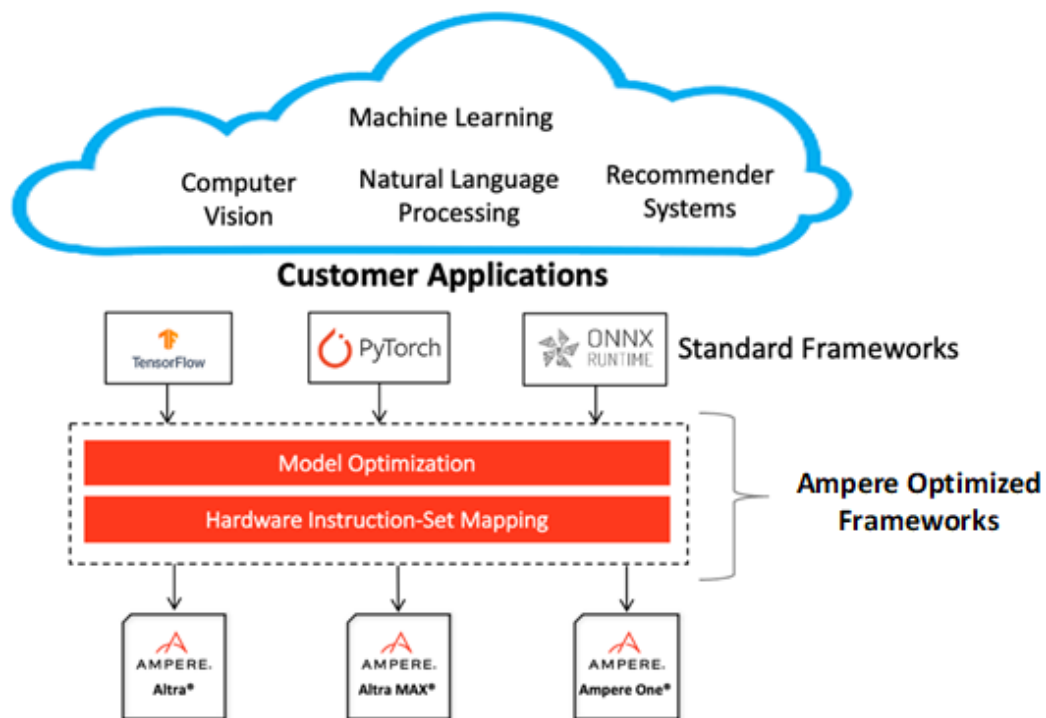 Machine Learning
Computer
Vision
Natural Language
Processing
Recommender
Systems
Customer Applications
TensorFlow
PyTorch
ONNX
RUNTIME
Standard Frameworks
Model Optimization
Hardware Instruction-Set Mapping
Ampere Optimized
Frameworks
AMPERE.
Altra®
AMPERE.
Altra MAX®
AMPERE.
Ampere One®